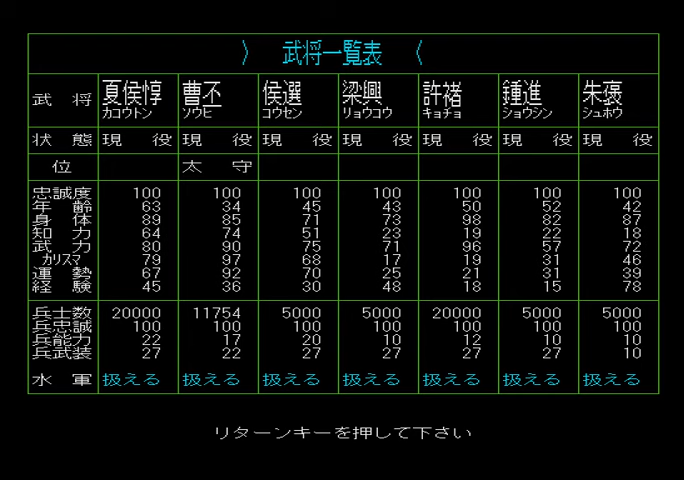 》 武将一覧表 《
武 将 夏侯惇 曹丕 侯選 梁興 許褚 鍾進 朱褒
カコウトン ソウヒ コウセン リョウコウ キョチョ ショウシン シュホウ
状 態 現 役 現 役 現 役 現 役 現 役 現 役 現 役
位 太 守
忠誠度 100 100 100 100 100 100 100
年 齢 63 34 45 43 50 52 42
身 体 89 85 71 73 98 82 87
知 力 64 74 51 23 19 22 18
武 力 80 90 75 71 96 57 72
カリスマ 79 97 68 17 19 31 46
運 勢 67 92 70 25 21 31 39
経 験 45 36 30 48 18 15 78
兵士数 20000 11754 5000 5000 20000 5000 5000
兵忠誠 100 100 100 100 100 100 100
兵能力 22 17 20 10 12 10 10
兵武装 27 22 27 27 27 27 10
水 軍 扱える 扱える 扱える 扱える 扱える 扱える 扱える
リターンキーを押して下さい